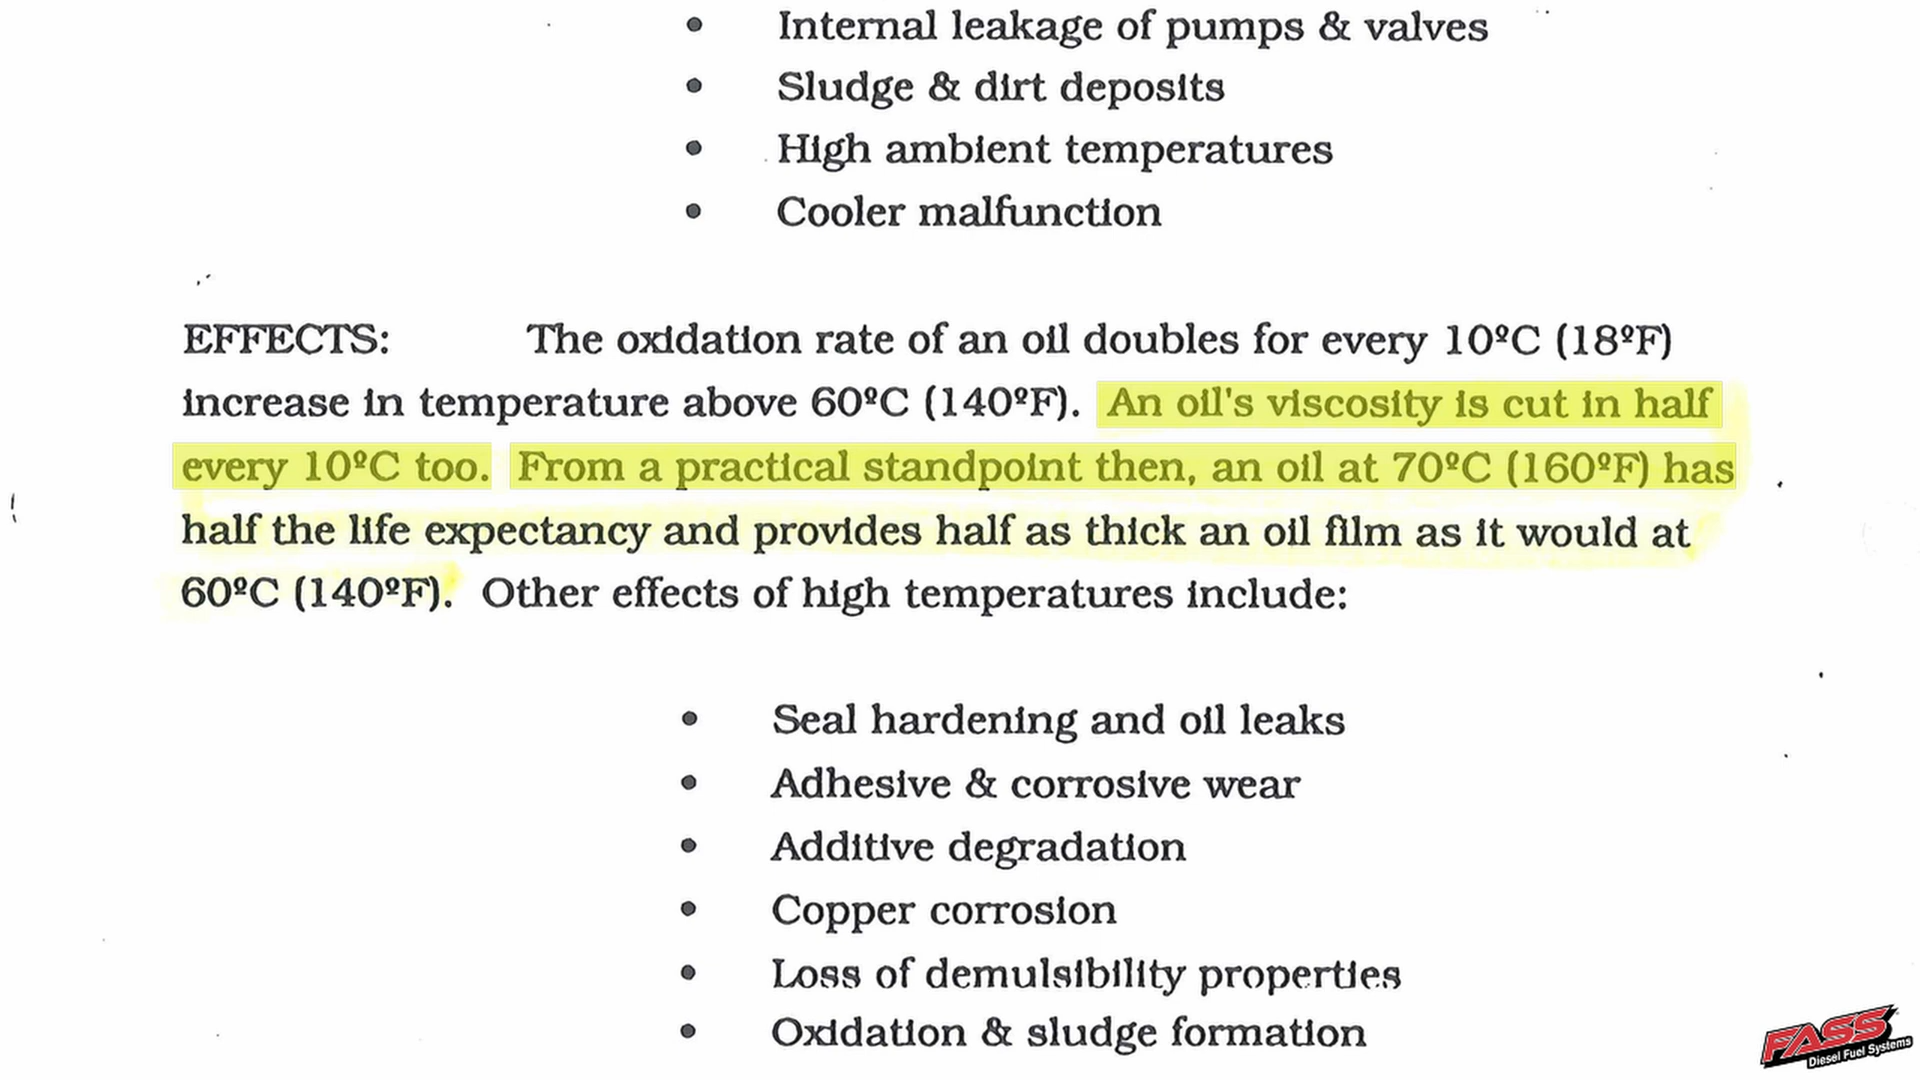 • Internal leakage of pumps & valves
• Sludge & dirt deposits
• High ambient temperatures
• Cooler malfunction
EFFECTS: The oxidation rate of an oil doubles for every 10ºC (18ºF)
increase in temperature above 60ºC (140ºF). An oil's viscosity is cut in half
every 10ºC too. From a practical standpoint then, an oil at 70ºC (160ºF) has
half the life expectancy and provides half as thick an oil film as it would at
60ºC (140ºF). Other effects of high temperatures include:
• Seal hardening and oil leaks
• Adhesive & corrosive wear
• Additive degradation
• Copper corrosion
• Loss of demulsibility properties
• Oxidation & sludge formation
FASS
Diesel Fuel Systems